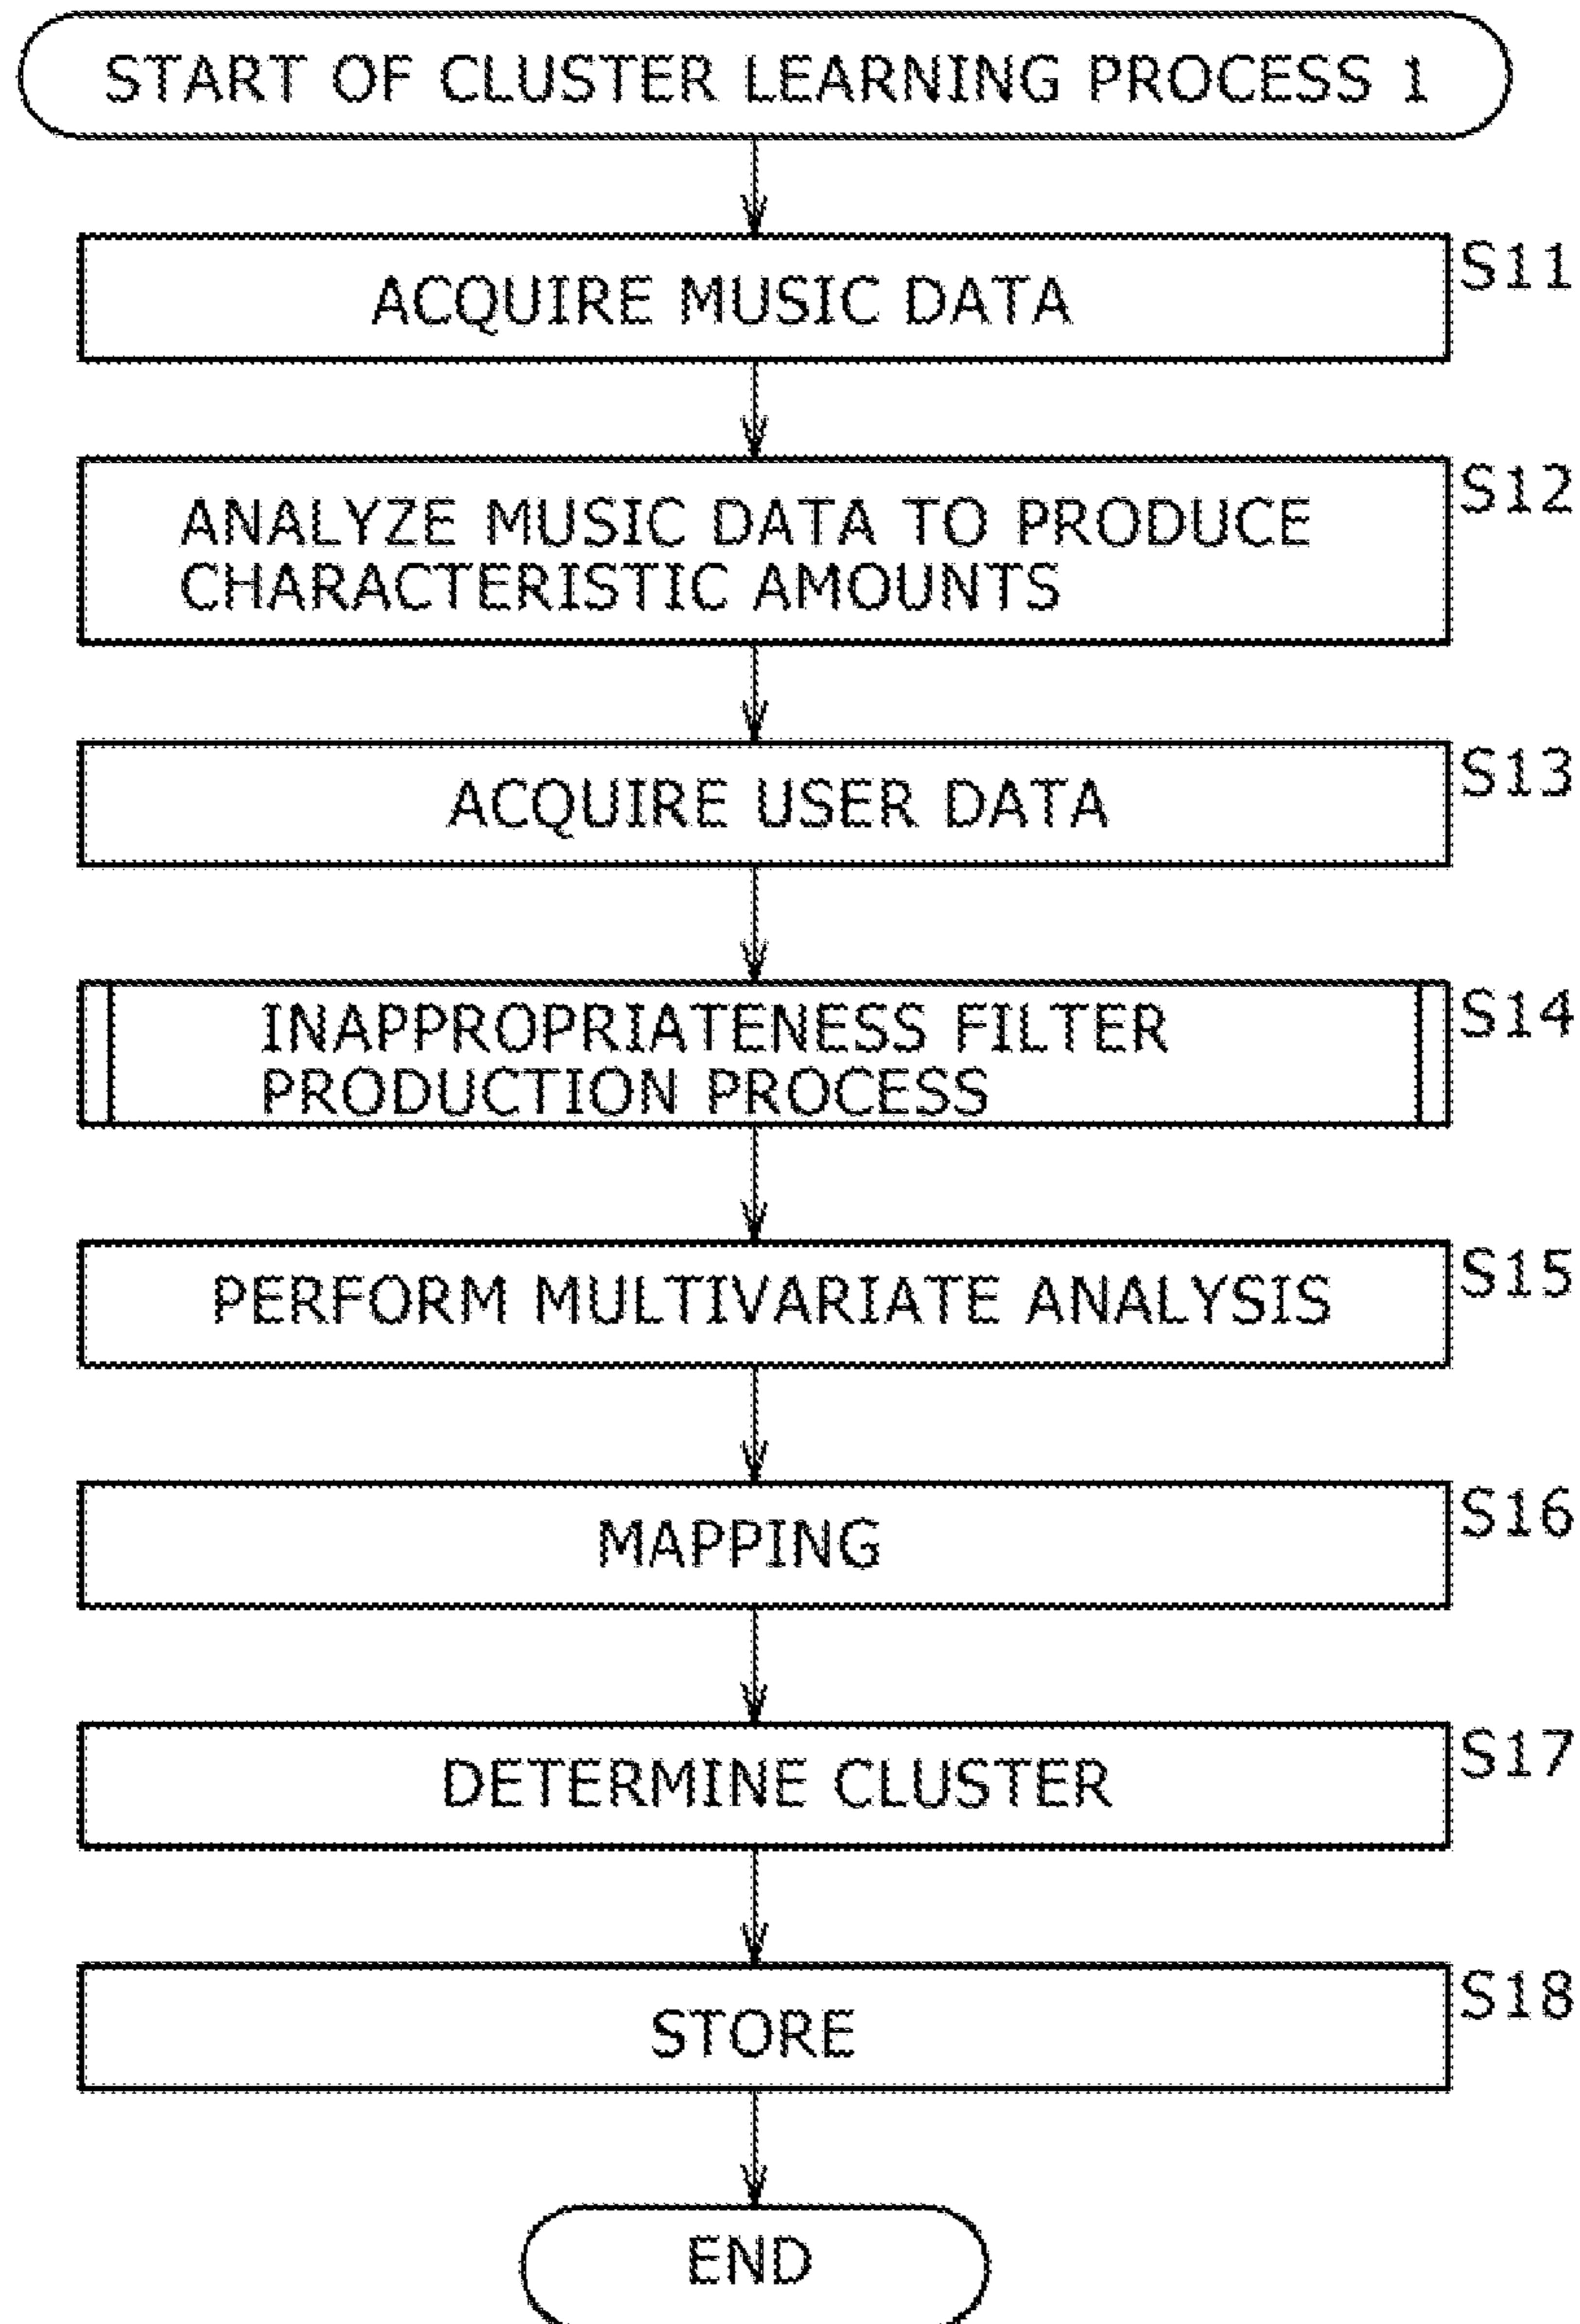 START OF CLUSTER LEARNING PROCESS 1
ACQUIRE MUSIC DATA
S11
ANALYZE MUSIC DATA TO PRODUCE
CHARACTERISTIC AMOUNTS
S12
ACQUIRE USER DATA
S13
INAPPROPRIATENESS FILTER
PRODUCTION PROCESS
S14
PERFORM MULTIVARIATE ANALYSIS
S15
MAPPING
S16
DETERMINE CLUSTER
S17
STORE
S18
END